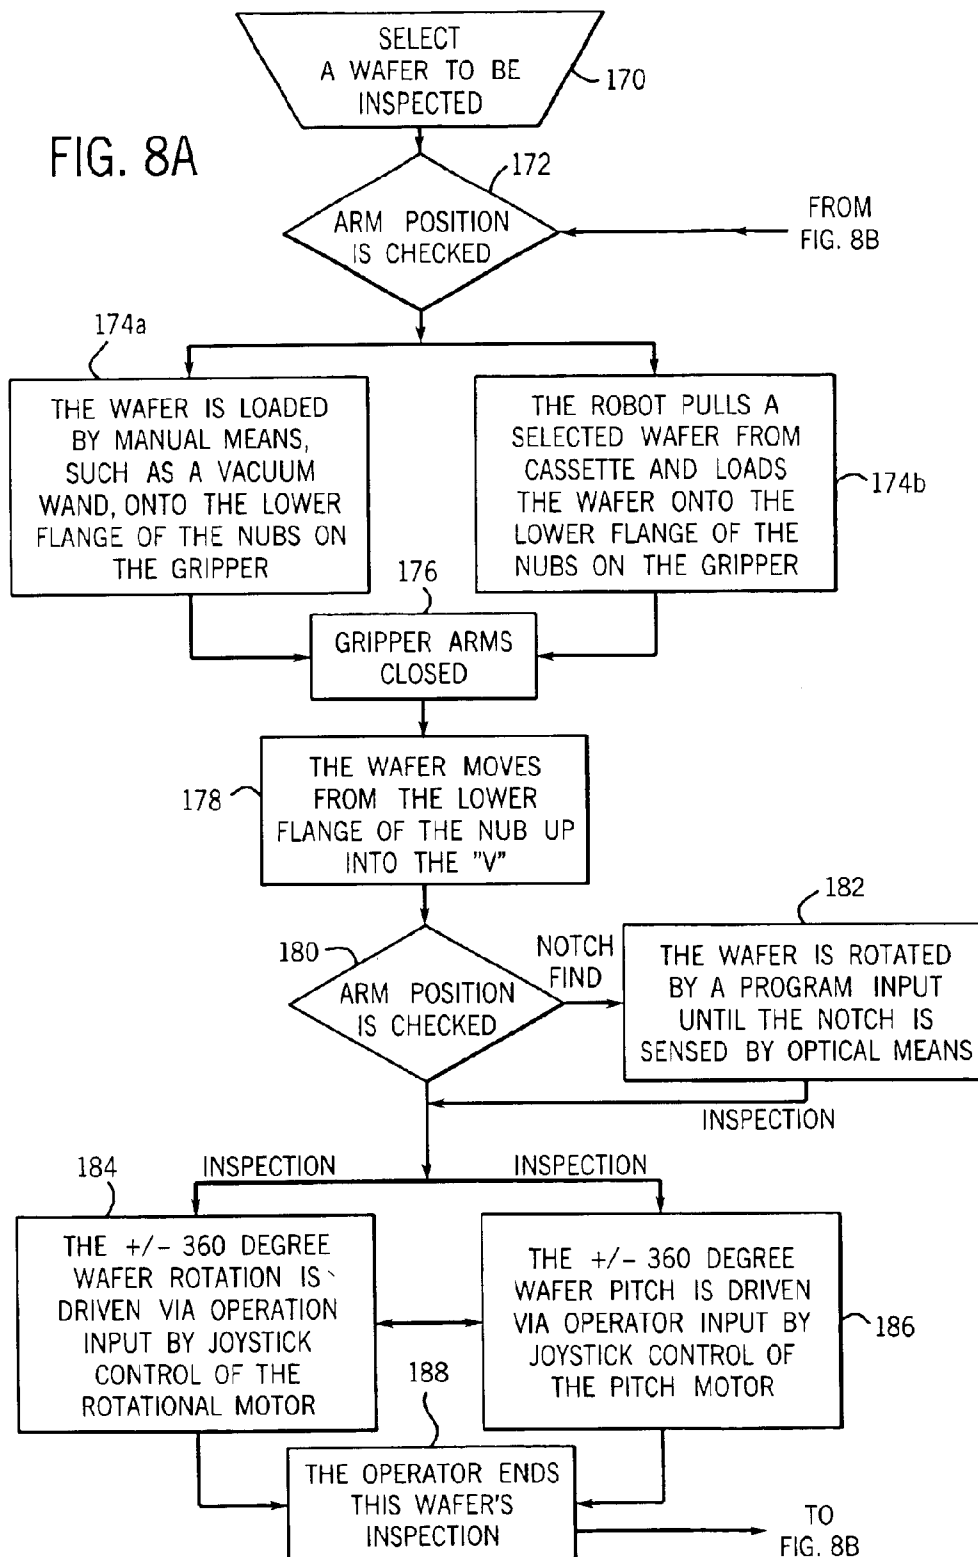 SELECT
A WAFER TO BE
INSPECTED
170
FIG. 8A
172
ARM POSITION
IS CHECKED
FROM
FIG. 8B
174a
THE WAFER IS LOADED
BY MANUAL MEANS,
SUCH AS A VACUUM
WAND, ONTO THE LOWER
FLANGE OF THE NUBS ON
THE GRIPPER
THE ROBOT PULLS A
SELECTED WAFER FROM
CASSETTE AND LOADS
THE WAFER ONTO THE
LOWER FLANGE OF THE
NUBS ON THE GRIPPER
174b
176
GRIPPER ARMS
CLOSED
178
THE WAFER MOVES
FROM THE LOWER
FLANGE OF THE NUB UP
INTO THE "V"
180
ARM POSITION
IS CHECKED
NOTCH
FIND
182
THE WAFER IS ROTATED
BY A PROGRAM INPUT
UNTIL THE NOTCH IS
SENSED BY OPTICAL MEANS
INSPECTION
184
INSPECTION
INSPECTION
THE +/- 360 DEGREE
WAFER ROTATION IS
DRIVEN VIA OPERATION
INPUT BY JOYSTICK
CONTROL OF THE
ROTATIONAL MOTOR
THE +/- 360 DEGREE
WAFER PITCH IS DRIVEN
VIA OPERATOR INPUT BY
JOYSTICK CONTROL OF
THE PITCH MOTOR
186
188
THE OPERATOR ENDS
THIS WAFER'S
INSPECTION
TO
FIG. 8B